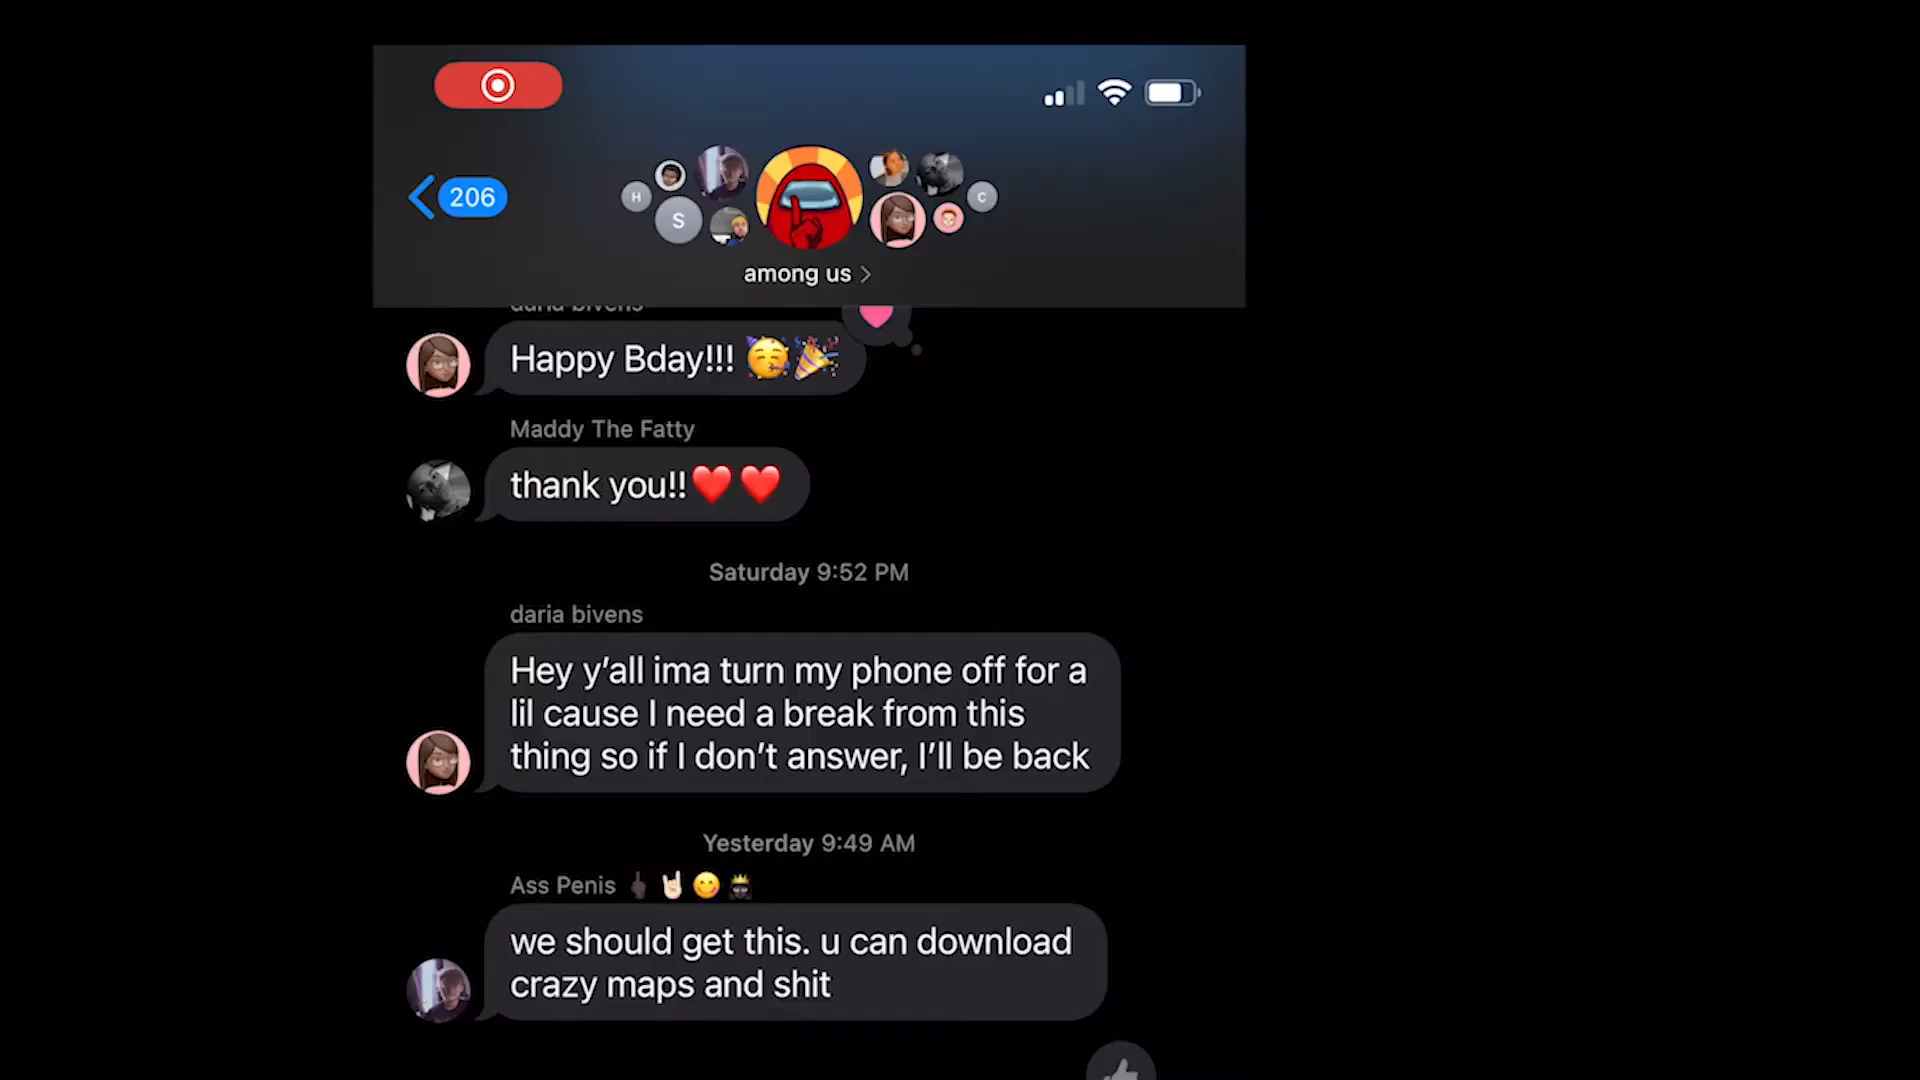 206
H
S
C
among us
daria bivens
Happy Bday!!! 🥳🎉
Maddy The Fatty
thank you!!❤️❤️
Saturday 9:52 PM
daria bivens
Hey y’all ima turn my phone off for a
lil cause I need a break from this
thing so if I don’t answer, I’ll be back
Yesterday 9:49 AM
Ass Penis 🖕🏿🤘🏻😋🤴🏿
we should get this. u can download
crazy maps and shit